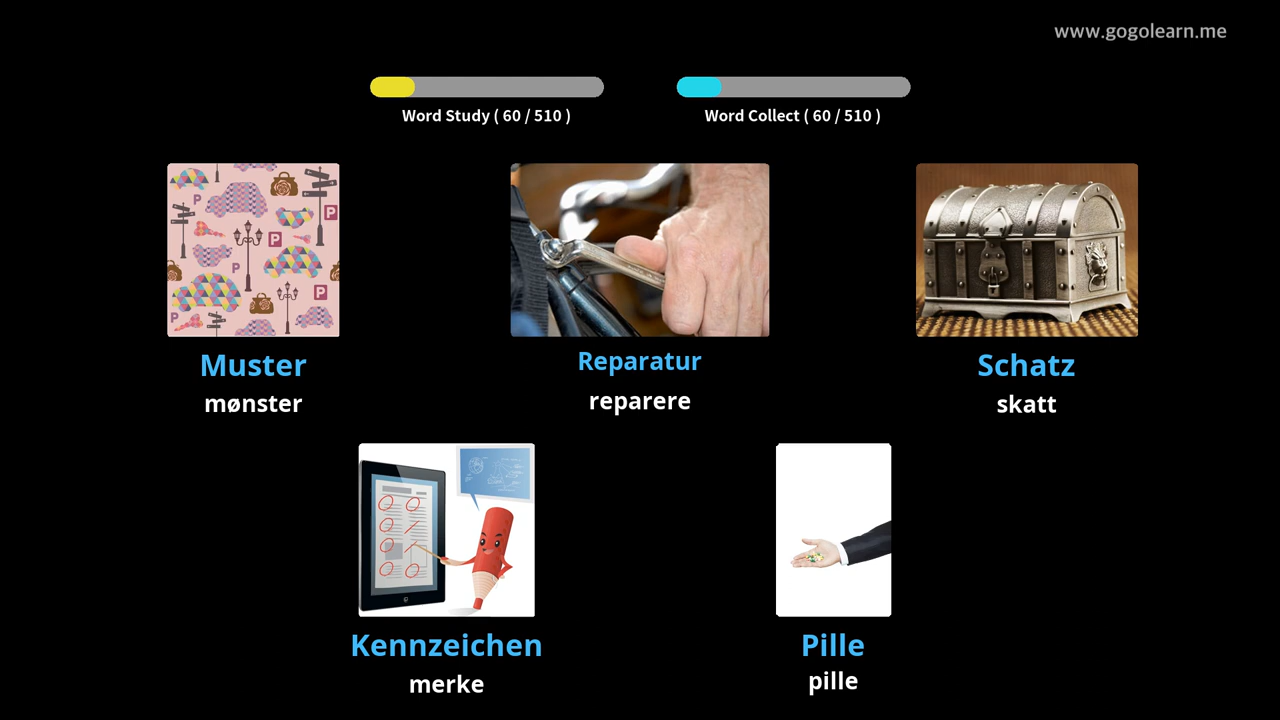 www.gogolearn.me
Word Study ( 60 / 510 )
Word Collect ( 60 / 510 )
P
P
P
P
P
P
Muster
mønster
Reparatur
reparere
Schatz
skatt
Kennzeichen
merke
Pille
pille